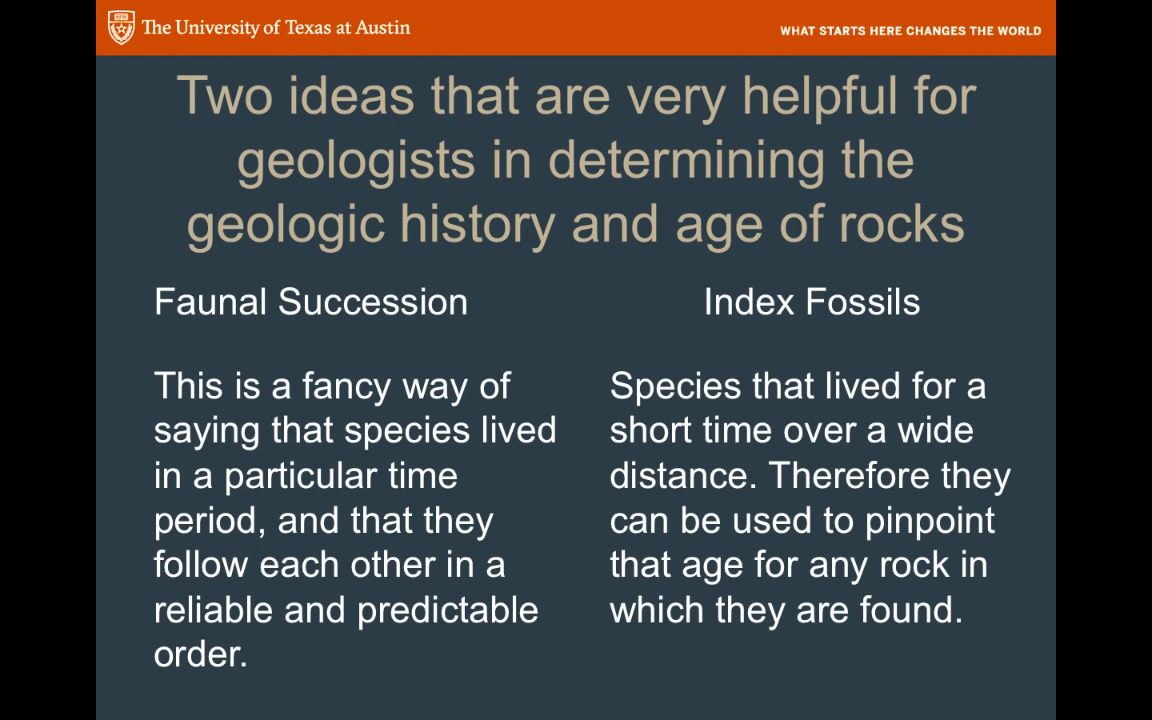 The University of Texas at Austin
WHAT STARTS HERE CHANGES THE WORLD
Two ideas that are very helpful for
geologists in determining the
geologic history and age of rocks
Faunal Succession
This is a fancy way of
saying that species lived
in a particular time
period, and that they
follow each other in a
reliable and predictable
order.
Index Fossils
Species that lived for a
short time over a wide
distance. Therefore they
can be used to pinpoint
that age for any rock in
which they are found.